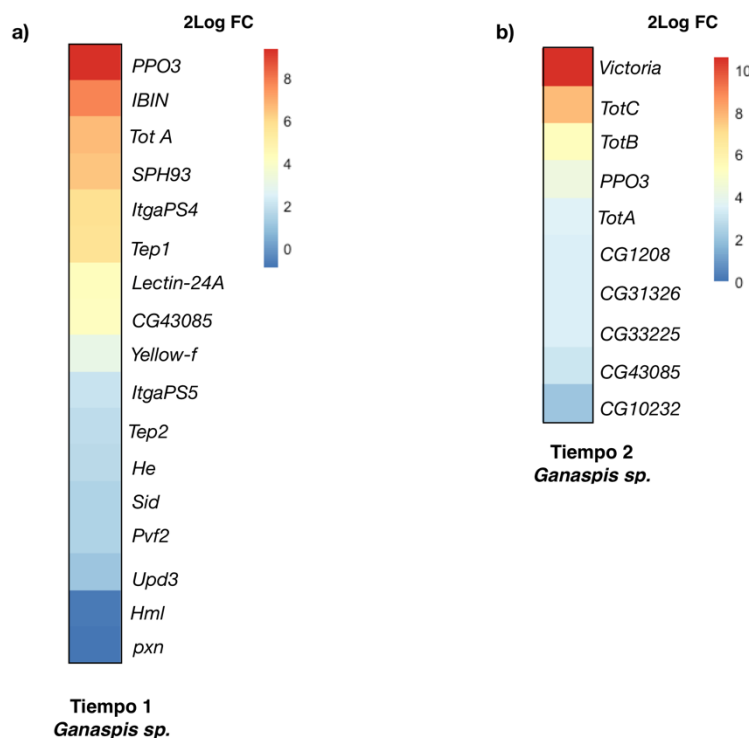 a)
2Log FC
PPO3
IBIN
Tot A
SPH93
ItgaPS4
Tep1
Lectin-24A
CG43085
Yellow-f
ItgaPS5
Tep2
He
Sid
Pvf2
Upd3
Hml
pxn
8
6
4
2
0
Tiempo 1
Ganaspis sp.
b)
2Log FC
Victoria
TotC
TotB
PPO3
TotA
CG1208
CG31326
CG33225
CG43085
CG10232
10
8
6
4
2
0
Tiempo 2
Ganaspis sp.